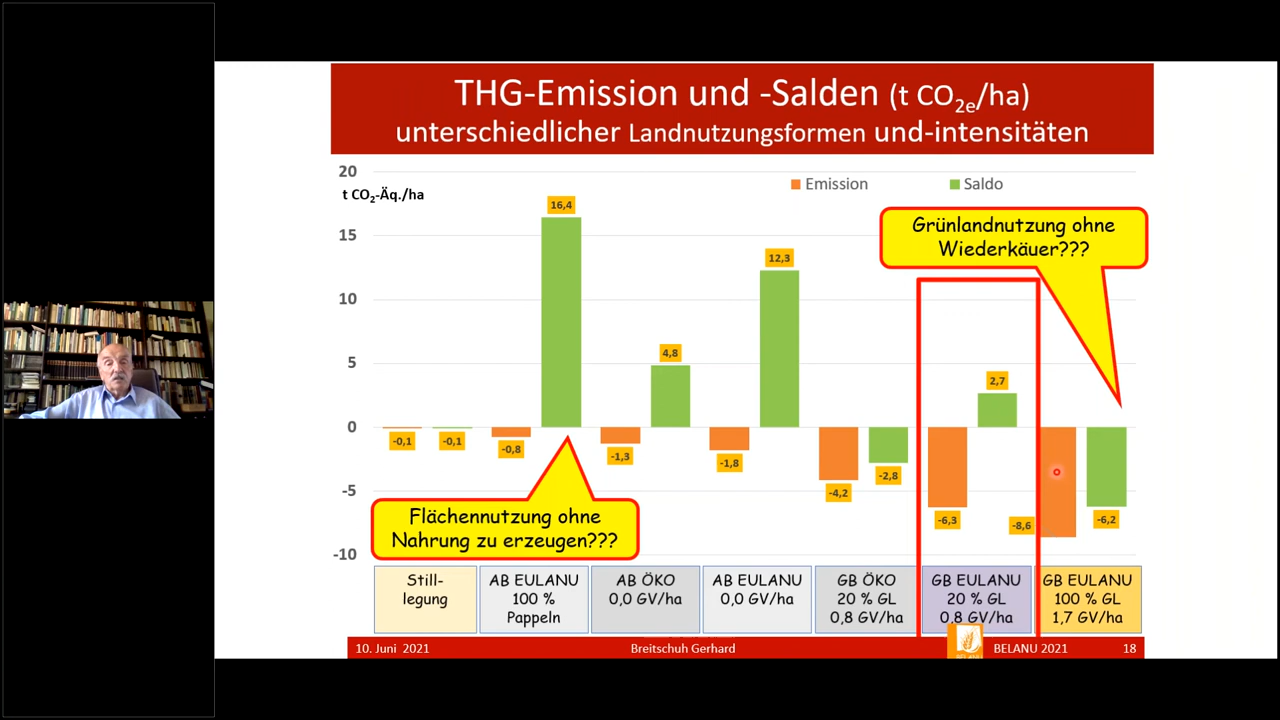 THG-Emission und -Salden (t CO2e/ha)
unterschiedlicher Landnutzungsformen und-intensitäten
20
t CO2-Äq./ha
Emission
Saldo
16,4
Grünlandnutzung ohne
Wiederkäuer???
15
12,3
10
4,8
5
2,7
0
-0,1
-0,1
-0,8
-1,3
-1,8
-4,2
-2,8
-6,3
-8,6
-6,2
-5
Flächennutzung ohne
Nahrung zu erzeugen???
-10
Still-
legung
AB EULANU
100 %
Pappeln
AB ÖKO
0,0 GV/ha
AB EULANU
0,0 GV/ha
GB ÖKO
20 % GL
0,8 GV/ha
GB EULANU
20 % GL
0,8 GV/ha
GB EULANU
100 % GL
1,7 GV/ha
10. Juni 2021
Breitschuh Gerhard
BELANU
BELANU 2021
18